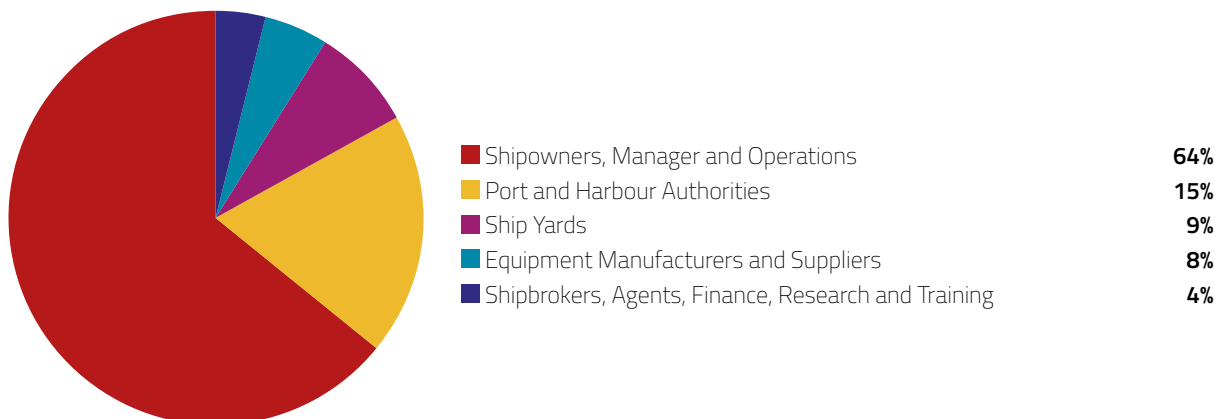 Shipowners, Manager and Operations 64%
Port and Harbour Authorities 15%
Ship Yards 9%
Equipment Manufacturers and Suppliers 8%
Shipbrokers, Agents, Finance, Research and Training 4%